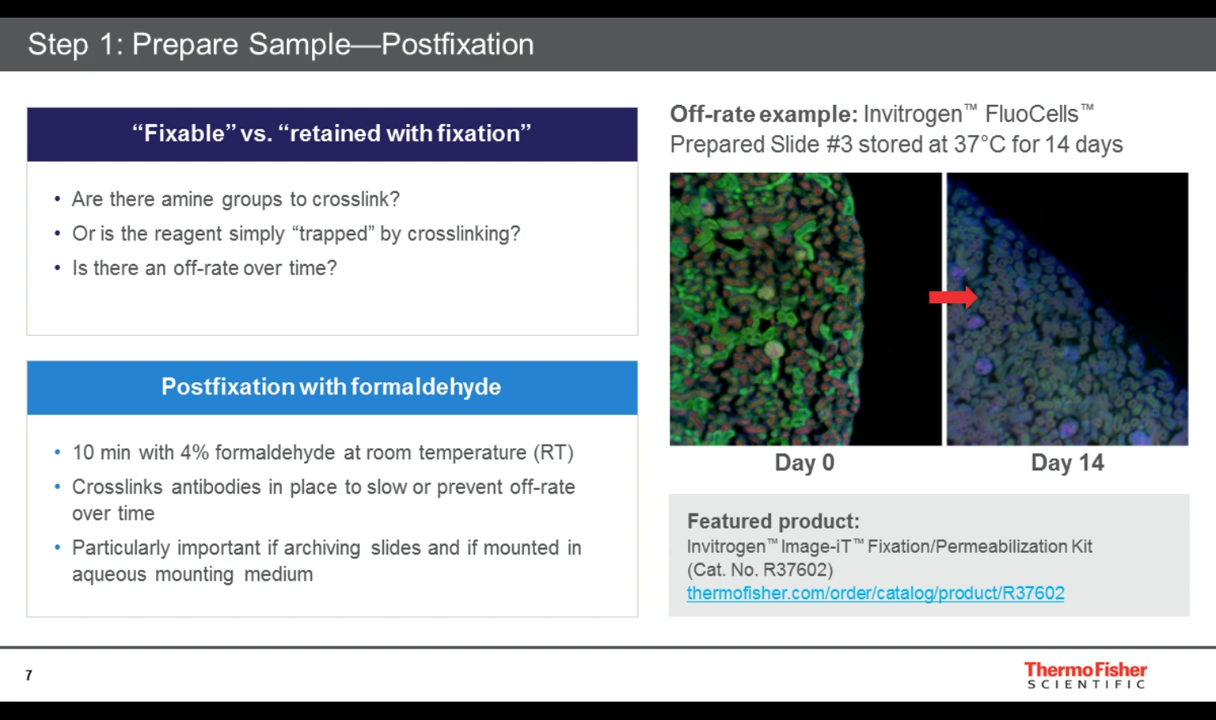 Step 1: Prepare Sample—Postfixation
“Fixable” vs. “retained with fixation”
• Are there amine groups to crosslink?
• Or is the reagent simply “trapped” by crosslinking?
• Is there an off-rate over time?
Postfixation with formaldehyde
• 10 min with 4% formaldehyde at room temperature (RT)
• Crosslinks antibodies in place to slow or prevent off-rate
over time
• Particularly important if archiving slides and if mounted in
aqueous mounting medium
Off-rate example: Invitrogen™ FluoCells™
Prepared Slide #3 stored at 37°C for 14 days
Day 0
Day 14
Featured product:
Invitrogen™ Image-iT™ Fixation/Permeabilization Kit
(Cat. No. R37602)
thermofisher.com/order/catalog/product/R37602
7
ThermoFisher
SCIENTIFIC